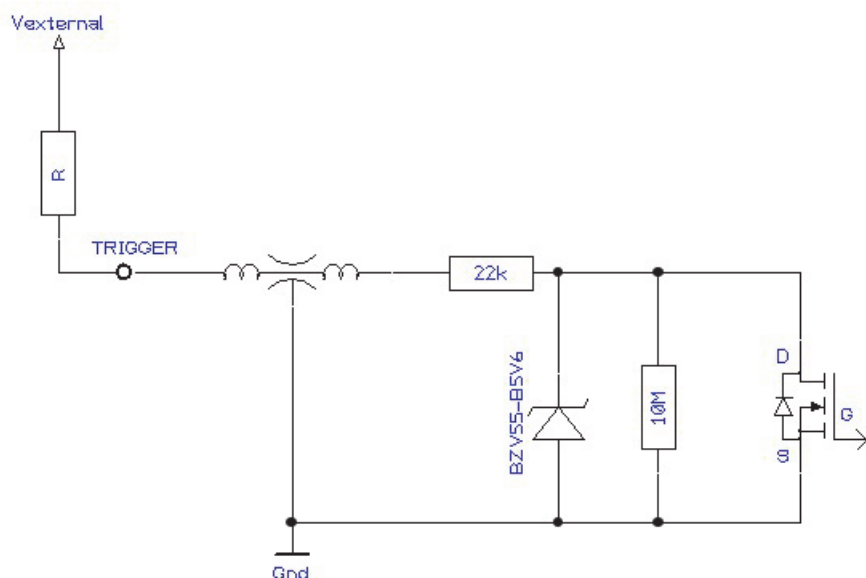 Vexternal
R
TRIGGER
22k
BZV55-B5V6
10M
D
G
S
Gnd